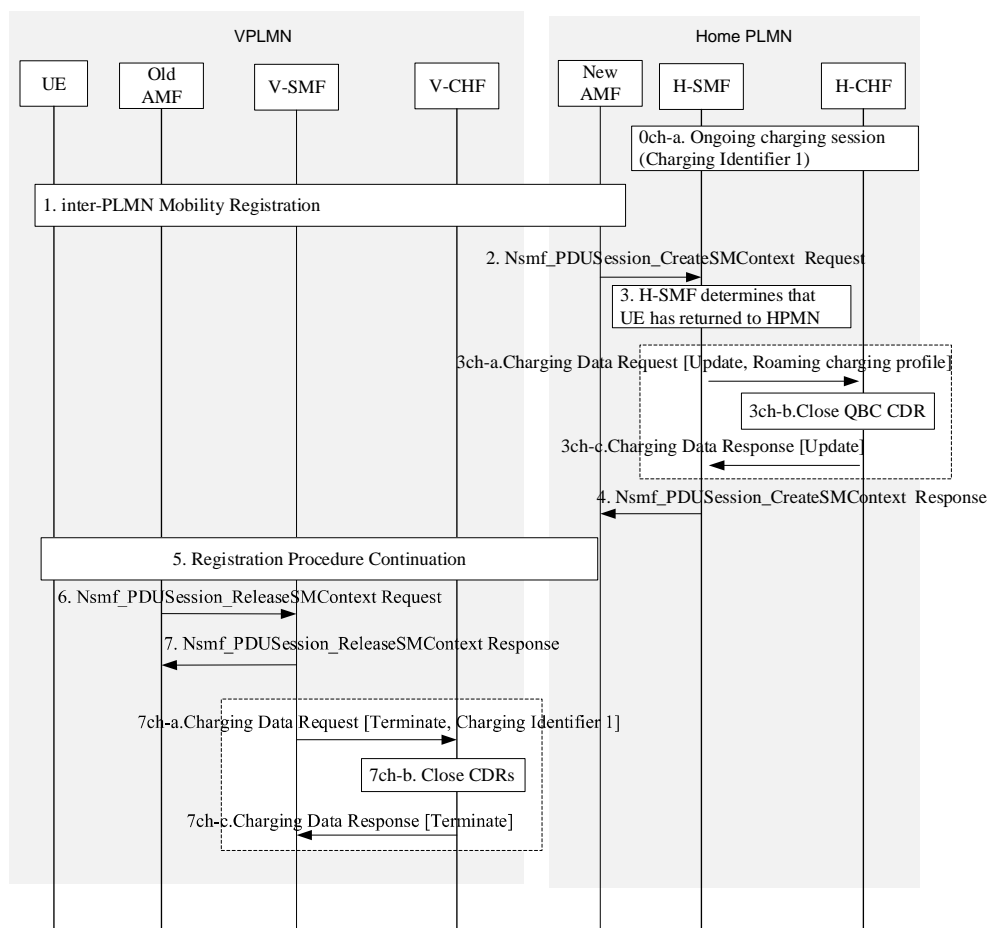 VPLMN
Home PLMN
UE
Old
AMF
V-SMF
V-CHF
New
AMF
H-SMF
H-CHF
0ch-a. Ongoing charging session
(Charging Identifier 1)
1. inter-PLMN Mobility Registration
2. Nsmf_PDUSession_CreateSMContext Request
3. H-SMF determines that
UE has returned to HPMN
3ch-a.Charging Data Request [Update, Roaming charging profile]
3ch-b.Close QBC CDR
3ch-c.Charging Data Response [Update]
4. Nsmf_PDUSession_CreateSMContext Response
5. Registration Procedure Continuation
6. Nsmf_PDUSession_ReleaseSMContext Request
7. Nsmf_PDUSession_ReleaseSMContext Response
7ch-a.Charging Data Request [Terminate, Charging Identifier 1]
7ch-b. Close CDRs
7ch-c.Charging Data Response [Terminate]